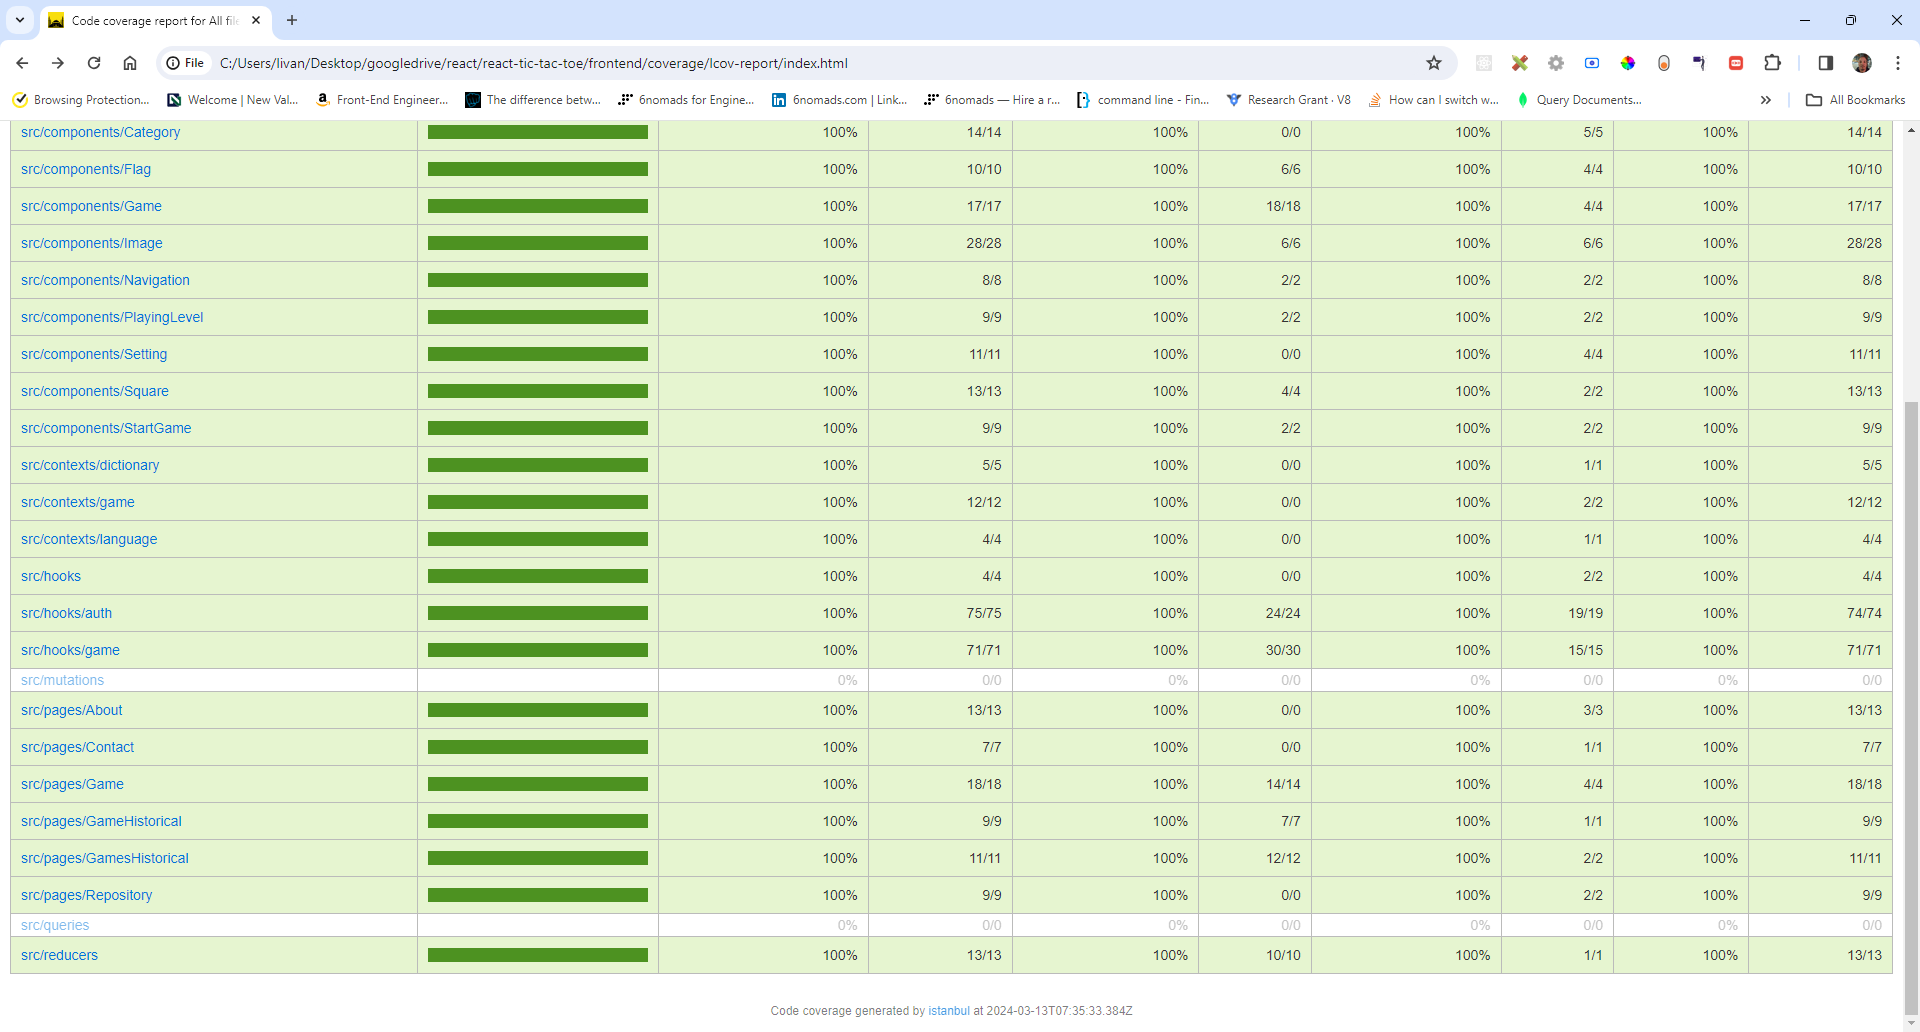 Code coverage report for All file
File C:/Users/livan/Desktop/googledrive/react/react-tic-tac-toe/frontend/coverage/lcov-report/index.html
Browsing Protection... Welcome | New Val... Front-End Engineer... The difference betw... 6nomads for Engine... 6nomads.com | Link... 6nomads — Hire a r... command line - Fin... Research Grant · V8 How can I switch w... Query Documents... » All Bookmarks
src/components/Category 100% 14/14 100% 0/0 100% 5/5 100% 14/14
src/components/Flag 100% 10/10 100% 6/6 100% 4/4 100% 10/10
src/components/Game 100% 17/17 100% 18/18 100% 4/4 100% 17/17
src/components/Image 100% 28/28 100% 6/6 100% 6/6 100% 28/28
src/components/Navigation 100% 8/8 100% 2/2 100% 2/2 100% 8/8
src/components/PlayingLevel 100% 9/9 100% 2/2 100% 2/2 100% 9/9
src/components/Setting 100% 11/11 100% 0/0 100% 4/4 100% 11/11
src/components/Square 100% 13/13 100% 4/4 100% 2/2 100% 13/13
src/components/StartGame 100% 9/9 100% 2/2 100% 2/2 100% 9/9
src/contexts/dictionary 100% 5/5 100% 0/0 100% 1/1 100% 5/5
src/contexts/game 100% 12/12 100% 0/0 100% 2/2 100% 12/12
src/contexts/language 100% 4/4 100% 0/0 100% 1/1 100% 4/4
src/hooks 100% 4/4 100% 0/0 100% 2/2 100% 4/4
src/hooks/auth 100% 75/75 100% 24/24 100% 19/19 100% 74/74
src/hooks/game 100% 71/71 100% 30/30 100% 15/15 100% 71/71
src/mutations 0% 0/0 0% 0/0 0% 0/0 0% 0/0
src/pages/About 100% 13/13 100% 0/0 100% 3/3 100% 13/13
src/pages/Contact 100% 7/7 100% 0/0 100% 1/1 100% 7/7
src/pages/Game 100% 18/18 100% 14/14 100% 4/4 100% 18/18
src/pages/GameHistorical 100% 9/9 100% 7/7 100% 1/1 100% 9/9
src/pages/GamesHistorical 100% 11/11 100% 12/12 100% 2/2 100% 11/11
src/pages/Repository 100% 9/9 100% 0/0 100% 2/2 100% 9/9
src/queries 0% 0/0 0% 0/0 0% 0/0 0% 0/0
src/reducers 100% 13/13 100% 10/10 100% 1/1 100% 13/13
Code coverage generated by istanbul at 2024-03-13T07:35:33.384Z